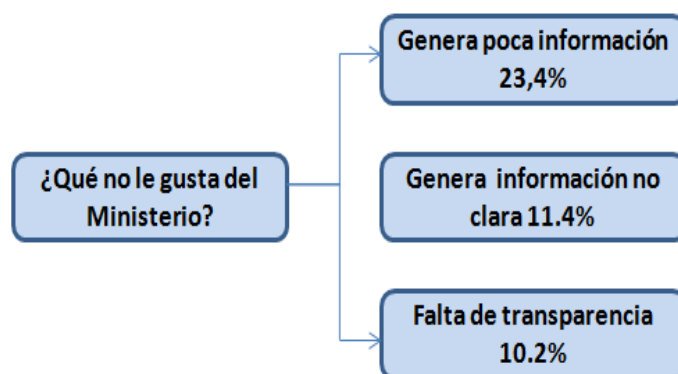 Genera poca información
23,4%
¿Qué no le gusta del
Ministerio?
Genera información no
clara 11.4%
Falta de transparencia
10.2%